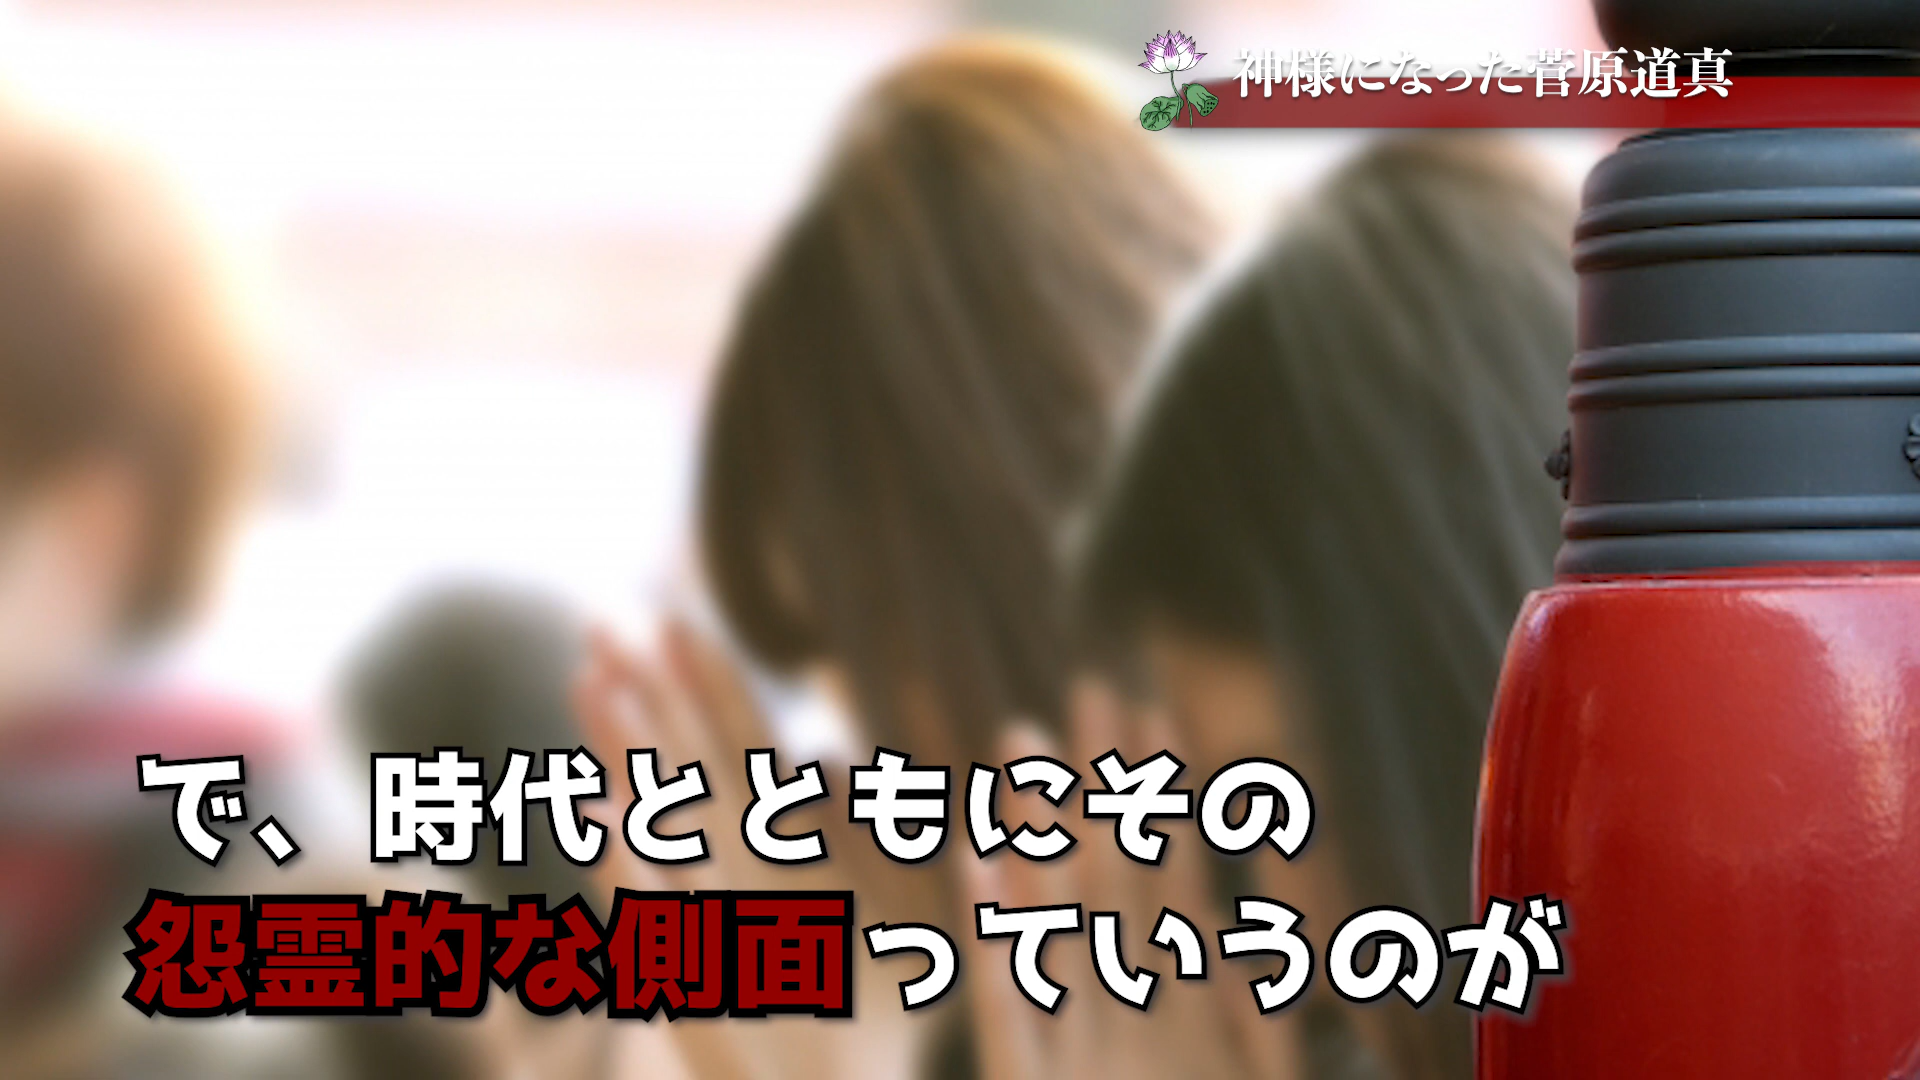 神様になった菅原道真
で、時代とともにその
怨霊的な側面っていうのが